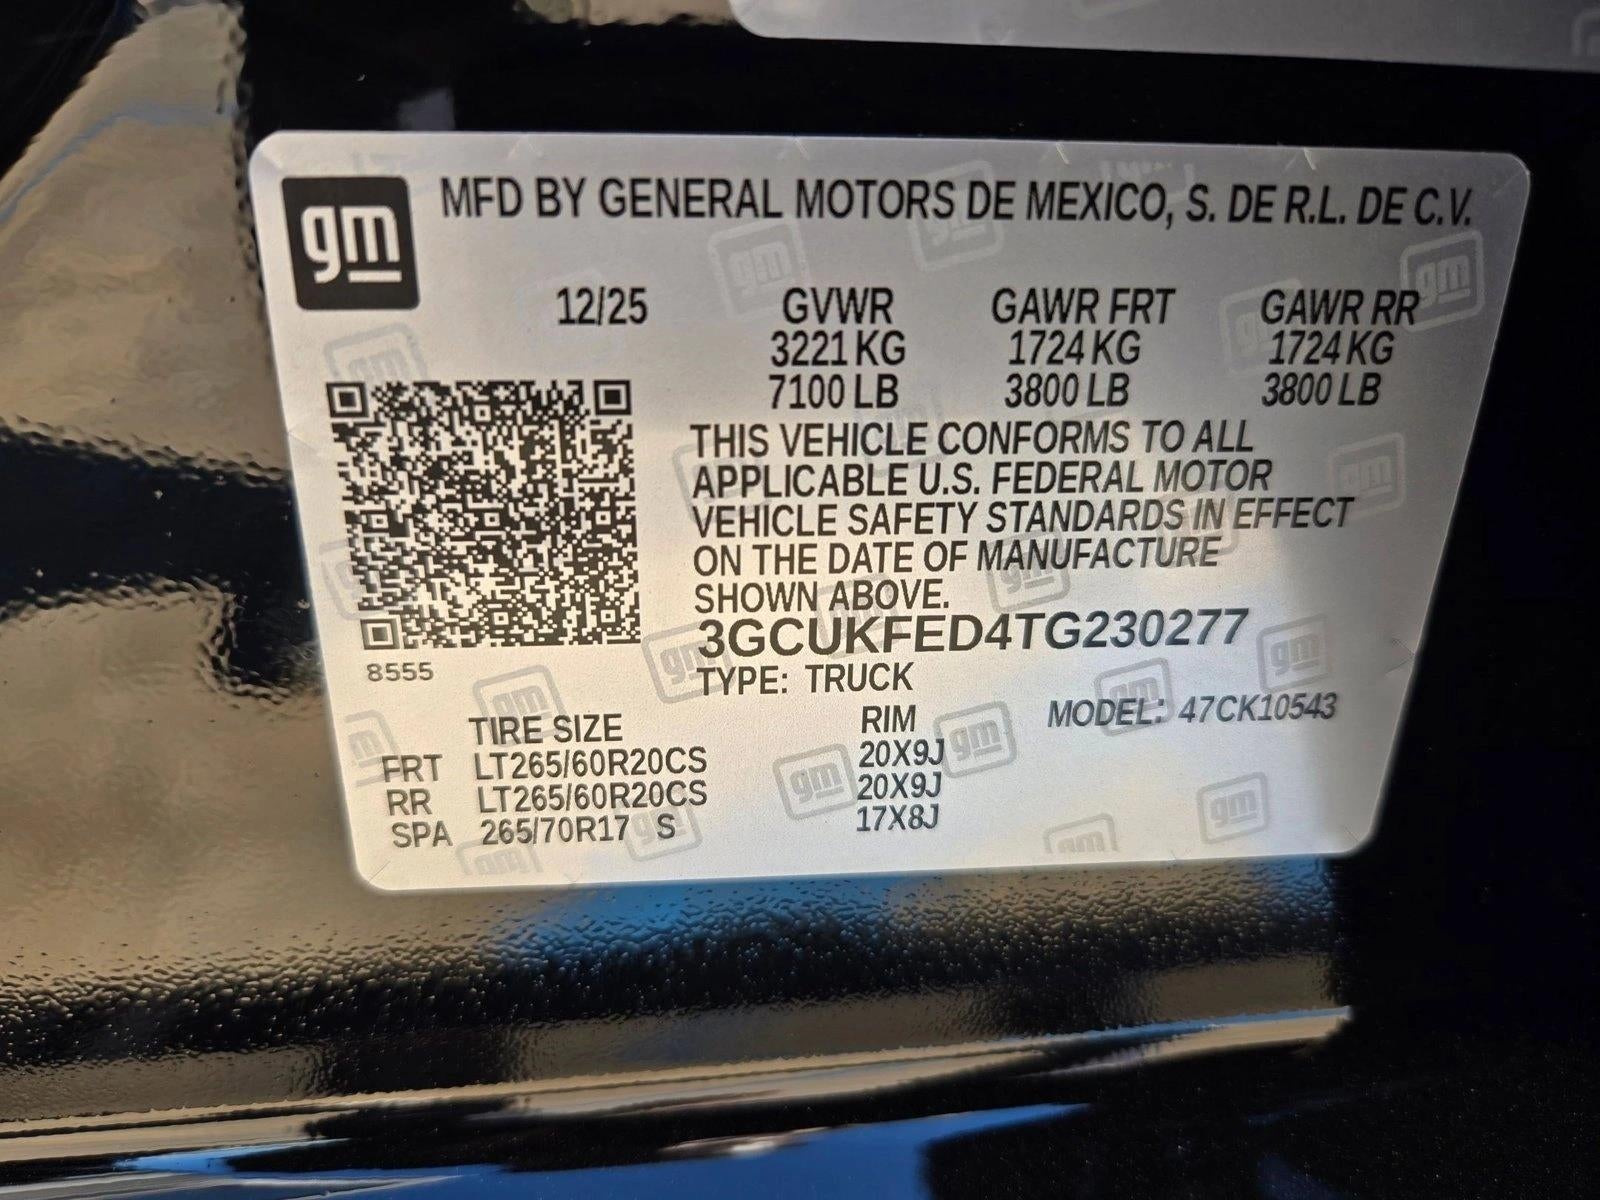 gm
MFD BY GENERAL MOTORS DE MEXICO, S. DE R.L. DE C.V.
12/25 GVWR GAWR FRT GAWR RR
3221 KG 1724 KG 1724 KG
7100 LB 3800 LB 3800 LB
THIS VEHICLE CONFORMS TO ALL
APPLICABLE U.S. FEDERAL MOTOR
VEHICLE SAFETY STANDARDS IN EFFECT
ON THE DATE OF MANUFACTURE
SHOWN ABOVE.
3GCUKFED4TG230277
8555
TYPE: TRUCK
MODEL: 47CK10543
TIRE SIZE RIM
FRT LT265/60R20CS 20X9J
RR LT265/60R20CS 20X9J
SPA 265/70R17 S 17X8J